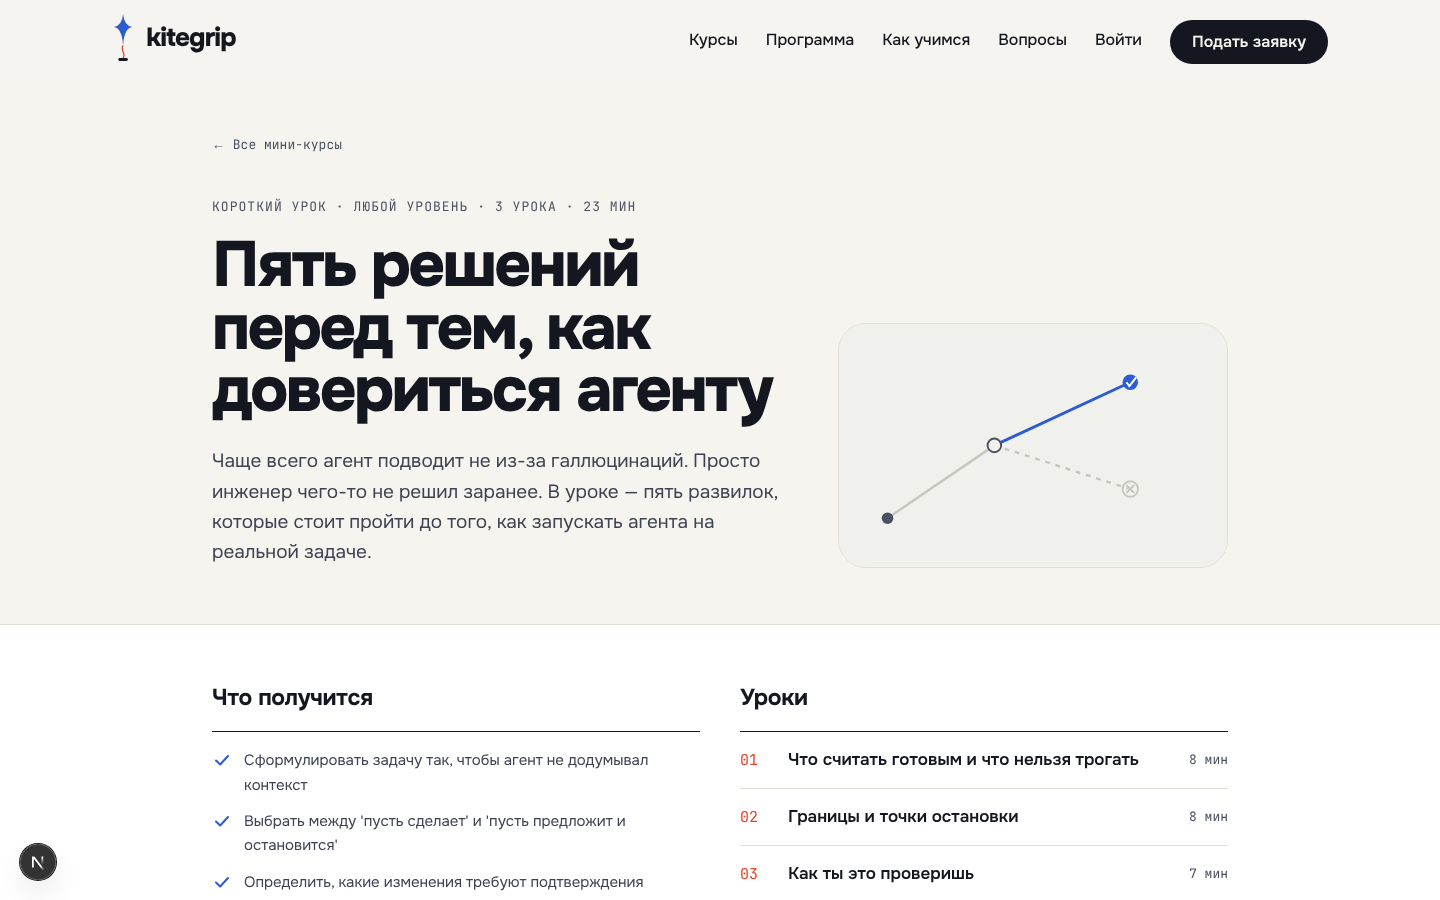 kitegrip
Курсы
Программа
Как учимся
Вопросы
Войти
Подать заявку
← Все мини-курсы
КОРОТКИЙ УРОК · ЛЮБОЙ УРОВЕНЬ · 3 УРОКА · 23 МИН
Пять решений
перед тем, как
довериться агенту
Чаще всего агент подводит не из-за галлюцинаций. Просто
инженер чего-то не решил заранее. В уроке — пять развилок,
которые стоит пройти до того, как запускать агента на
реальной задаче.
Что получится
Сформулировать задачу так, чтобы агент не додумывал
контекст
Выбрать между 'пусть сделает' и 'пусть предложит и
остановится'
Определить, какие изменения требуют подтверждения
Уроки
01 Что считать готовым и что нельзя трогать 8 мин
02 Границы и точки остановки 8 мин
03 Как ты это проверишь 7 мин
N